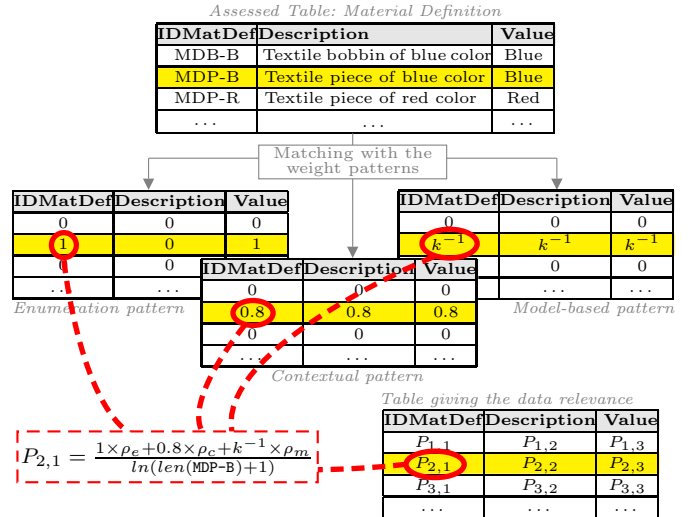 Assessed Table: Material Definition
IDMatDef Description Value
MDB-B Textile bobbin of blue color Blue
MDP-B Textile piece of blue color Blue
MDP-R Textile piece of red color Red
... ... ...
Matching with the
weight patterns
IDMatDef Description Value
0 0 0
1 0 1
0 0
... ...
Enumeration pattern
IDMatDef Description Value
0 0 0
0.8 0.8 0.8
0 0 0
... ... ...
Contextual pattern
IDMatDef Description Value
0 0 0
k⁻¹ k⁻¹ k⁻¹
0 0
... ...
Model-based pattern
P₂,₁ = (1×ρₑ+0.8×ρ_c+k⁻¹×ρₘ) / (ln(len(MDP-B)+1))
Table giving the data relevance
IDMatDef Description Value
P₁,₁ P₁,₂ P₁,₃
P₂,₁ P₂,₂ P₂,₃
P₃,₁ P₃,₂ P₃,₃
... ... ...